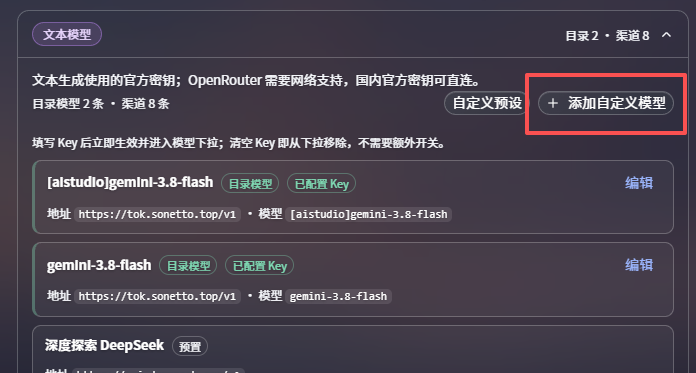 文本模型
目录 2 · 渠道 8
文本生成使用的官方密钥；OpenRouter 需要网络支持，国内官方密钥可直连。
目录模型 2 条 · 渠道 8 条
自定义预设
+ 添加自定义模型
填写 Key 后立即生效并进入模型下拉；清空 Key 即从下拉移除，不需要额外开关。
[aistudio]gemini-3.8-flash 目录模型 已配置 Key 编辑
地址 https://tok.sonetto.top/v1 · 模型 [aistudio]gemini-3.8-flash
gemini-3.8-flash 目录模型 已配置 Key 编辑
地址 https://tok.sonetto.top/v1 · 模型 gemini-3.8-flash
深度探索 DeepSeek 预置